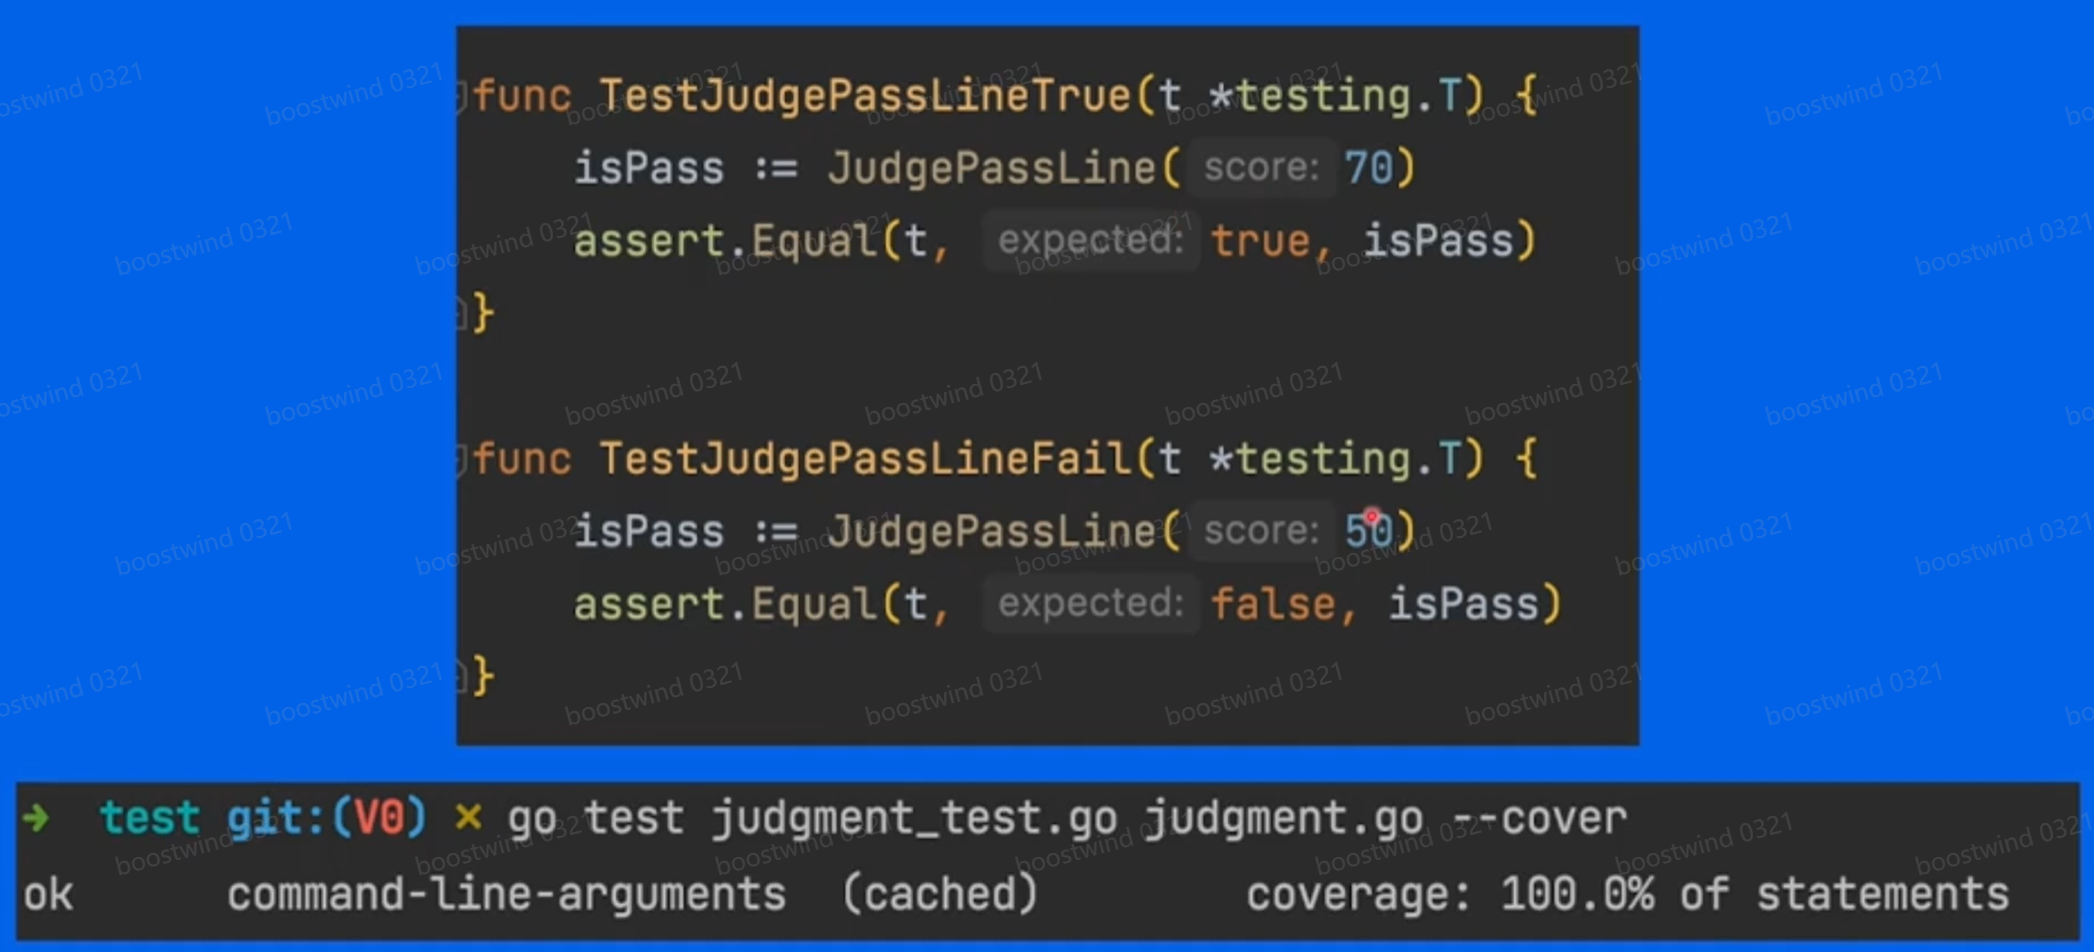 func TestJudgePassLineTrue(t *testing.T) {
isPass := JudgePassLine( score: 70)
assert.Equal(t, expected: true, isPass)
}
func TestJudgePassLineFail(t *testing.T) {
isPass := JudgePassLine( score: 50)
assert.Equal(t, expected: false, isPass)
}
➜ test git:(V0) ✗ go test judgment_test.go judgment.go --cover
ok command-line-arguments (cached) coverage: 100.0% of statements
boostwind 0321